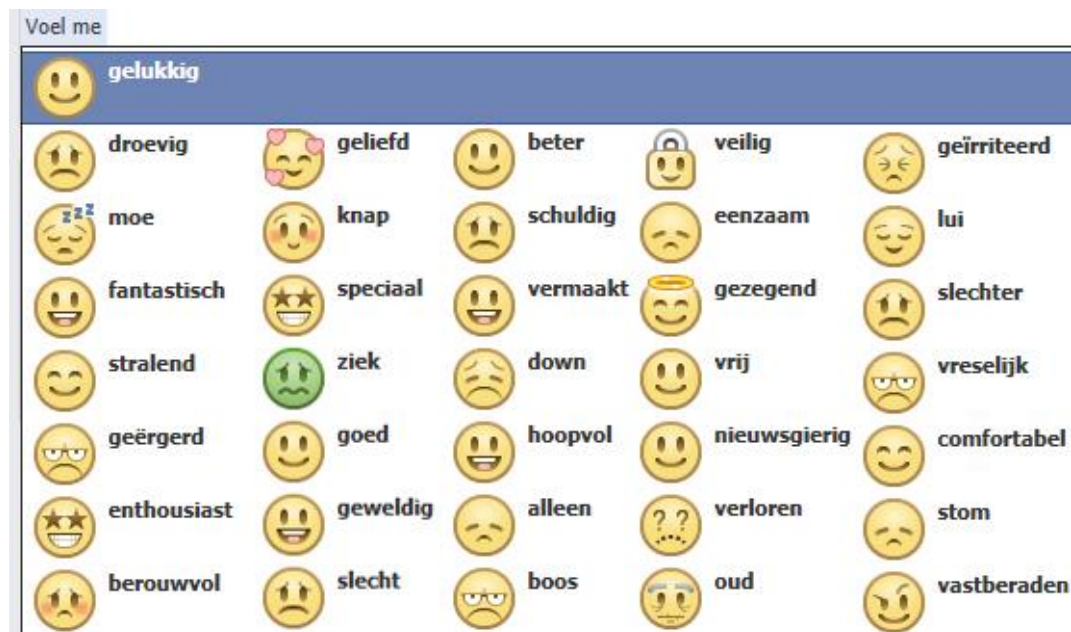 Voel me
gelukkig
droevig geliefd beter veilig geïrriteerd
moe knap schuldig eenzaam lui
fantastisch speciaal vermaakt gezegend slechter
stralend ziek down vrij vreselijk
geërgerd goed hoopvol nieuwsgierig comfortabel
enthousiast geweldig alleen verloren stom
berouwvol slecht boos oud vastberaden